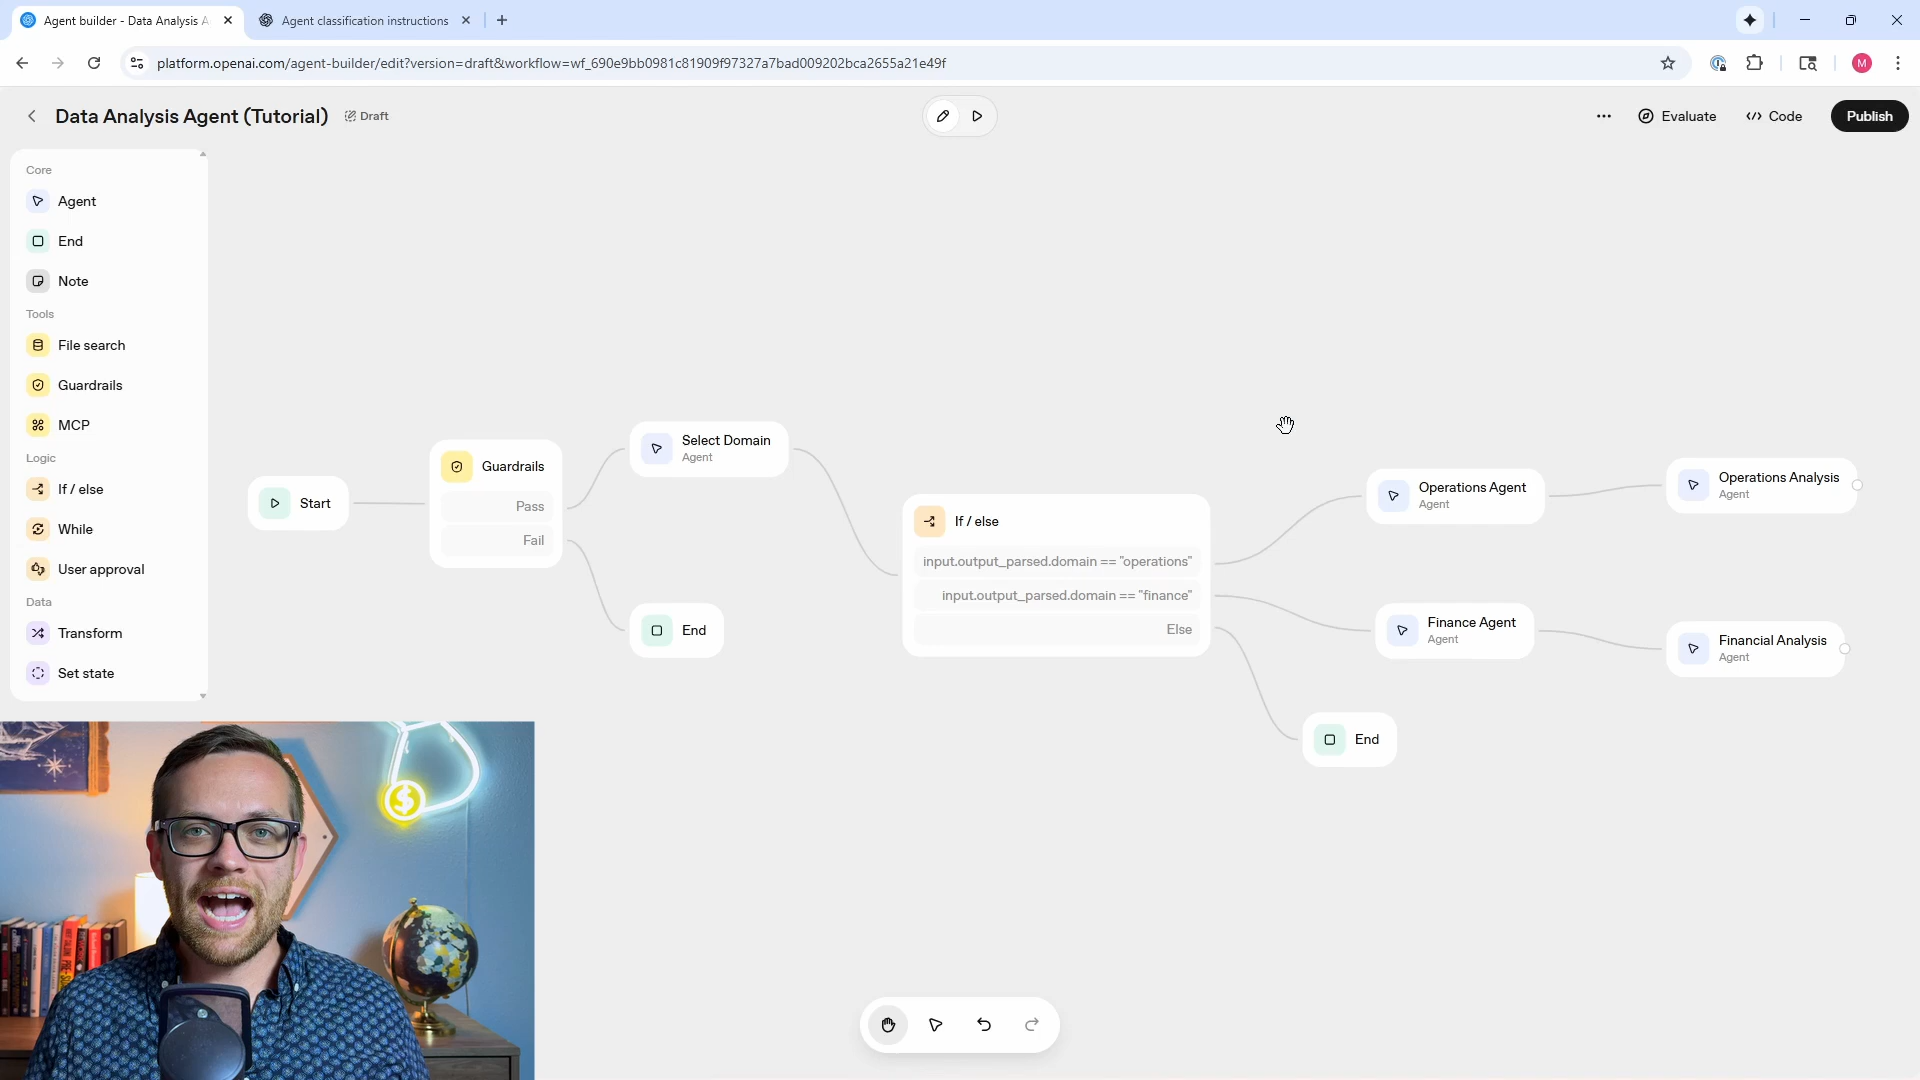 Agent builder - Data Analysis A
Agent classification instructions
platform.openai.com/agent-builder/edit?version=draft&workflow=wf_690e9bb0981c81909f97327a7bad009202bca2655a21e49f
M
Data Analysis Agent (Tutorial)
Draft
Evaluate
Code
Publish
Core
Agent
End
Note
Tools
File search
Guardrails
MCP
Logic
If / else
While
User approval
Data
Transform
Set state
Start
Guardrails
Pass
Fail
Select Domain
Agent
End
If / else
input.output_parsed.domain == "operations"
input.output_parsed.domain == "finance"
Else
Operations Agent
Agent
Operations Analysis
Agent
Finance Agent
Agent
Financial Analysis
Agent
End
$